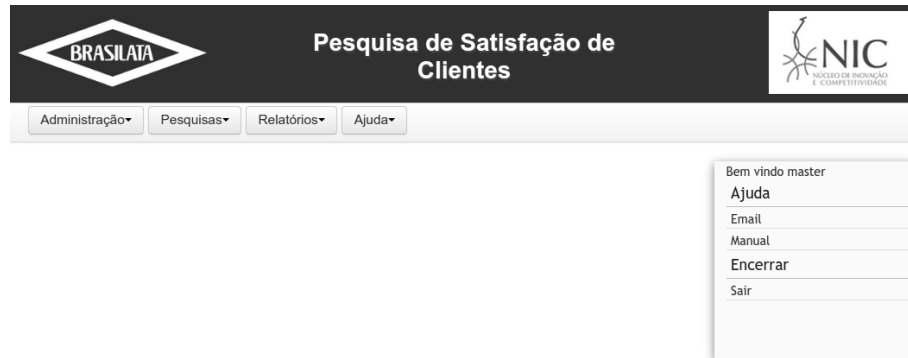 BRASILATA
Pesquisa de Satisfação de
Clientes
NIC
NÚCLEO DE INOVAÇÃO
E COMPETITIVIDADE
Administração
Pesquisas
Relatórios
Ajuda
Bem vindo master
Ajuda
Email
Manual
Encerrar
Sair